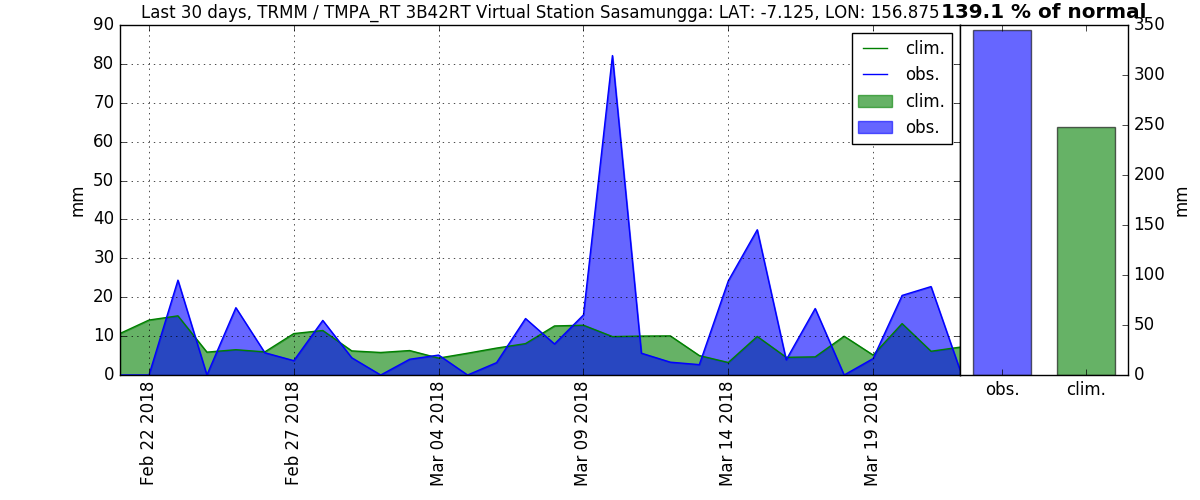 Last 30 days, TRMM / TMPA_RT 3B42RT Virtual Station Sasamungga: LAT: -7.125, LON: 156.875
139.1 % of normal
90
80
70
60
50
40
30
20
10
0
mm
clim.
obs.
clim.
obs.
Feb 22 2018
Feb 27 2018
Mar 04 2018
Mar 09 2018
Mar 14 2018
Mar 19 2018
350
300
250
200
150
100
50
0
mm
obs.
clim.